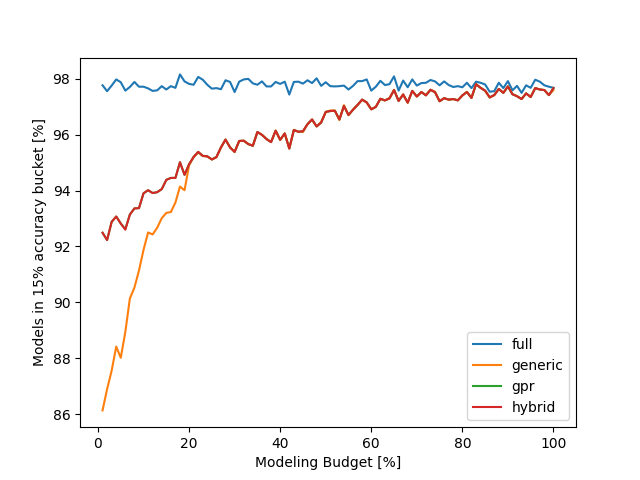 98
96
94
92
90
88
86
0 20 40 60 80 100
Models in 15% accuracy bucket [%]
Modeling Budget [%]
full
generic
gpr
hybrid